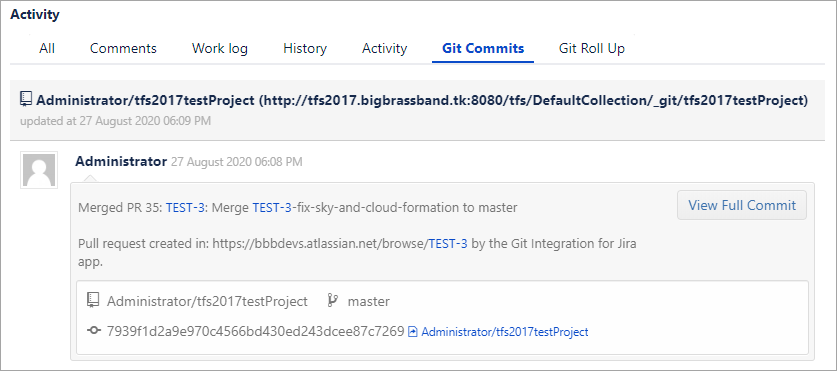 Activity
All Comments Work log History Activity Git Commits Git Roll Up
Administrator/tfs2017testProject (http://tfs2017.bigbrassband.tk:8080/tfs/DefaultCollection/_git/tfs2017testProject)
updated at 27 August 2020 06:09 PM
Administrator 27 August 2020 06:08 PM
Merged PR 35: TEST-3: Merge TEST-3-fix-sky-and-cloud-formation to master
View Full Commit
Pull request created in: https://bbbdevs.atlassian.net/browse/TEST-3 by the Git Integration for Jira
app.
Administrator/tfs2017testProject master
7939f1d2a9e970c4566bd430ed243dcee87c7269 Administrator/tfs2017testProject